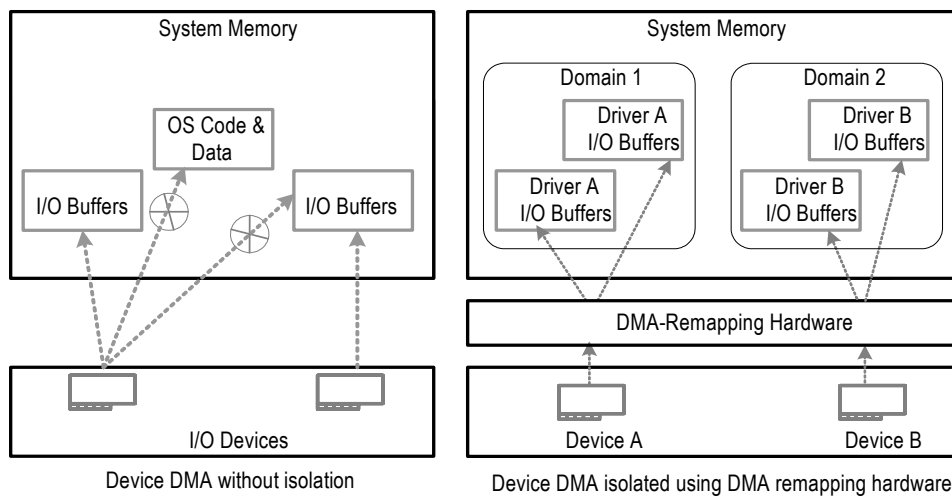 System Memory
OS Code &
Data
I/O Buffers
I/O Buffers
I/O Devices
Device DMA without isolation
System Memory
Domain 1
Driver A
I/O Buffers
Driver A
I/O Buffers
Domain 2
Driver B
I/O Buffers
Driver B
I/O Buffers
DMA-Remapping Hardware
Device A
Device B
Device DMA isolated using DMA remapping hardware